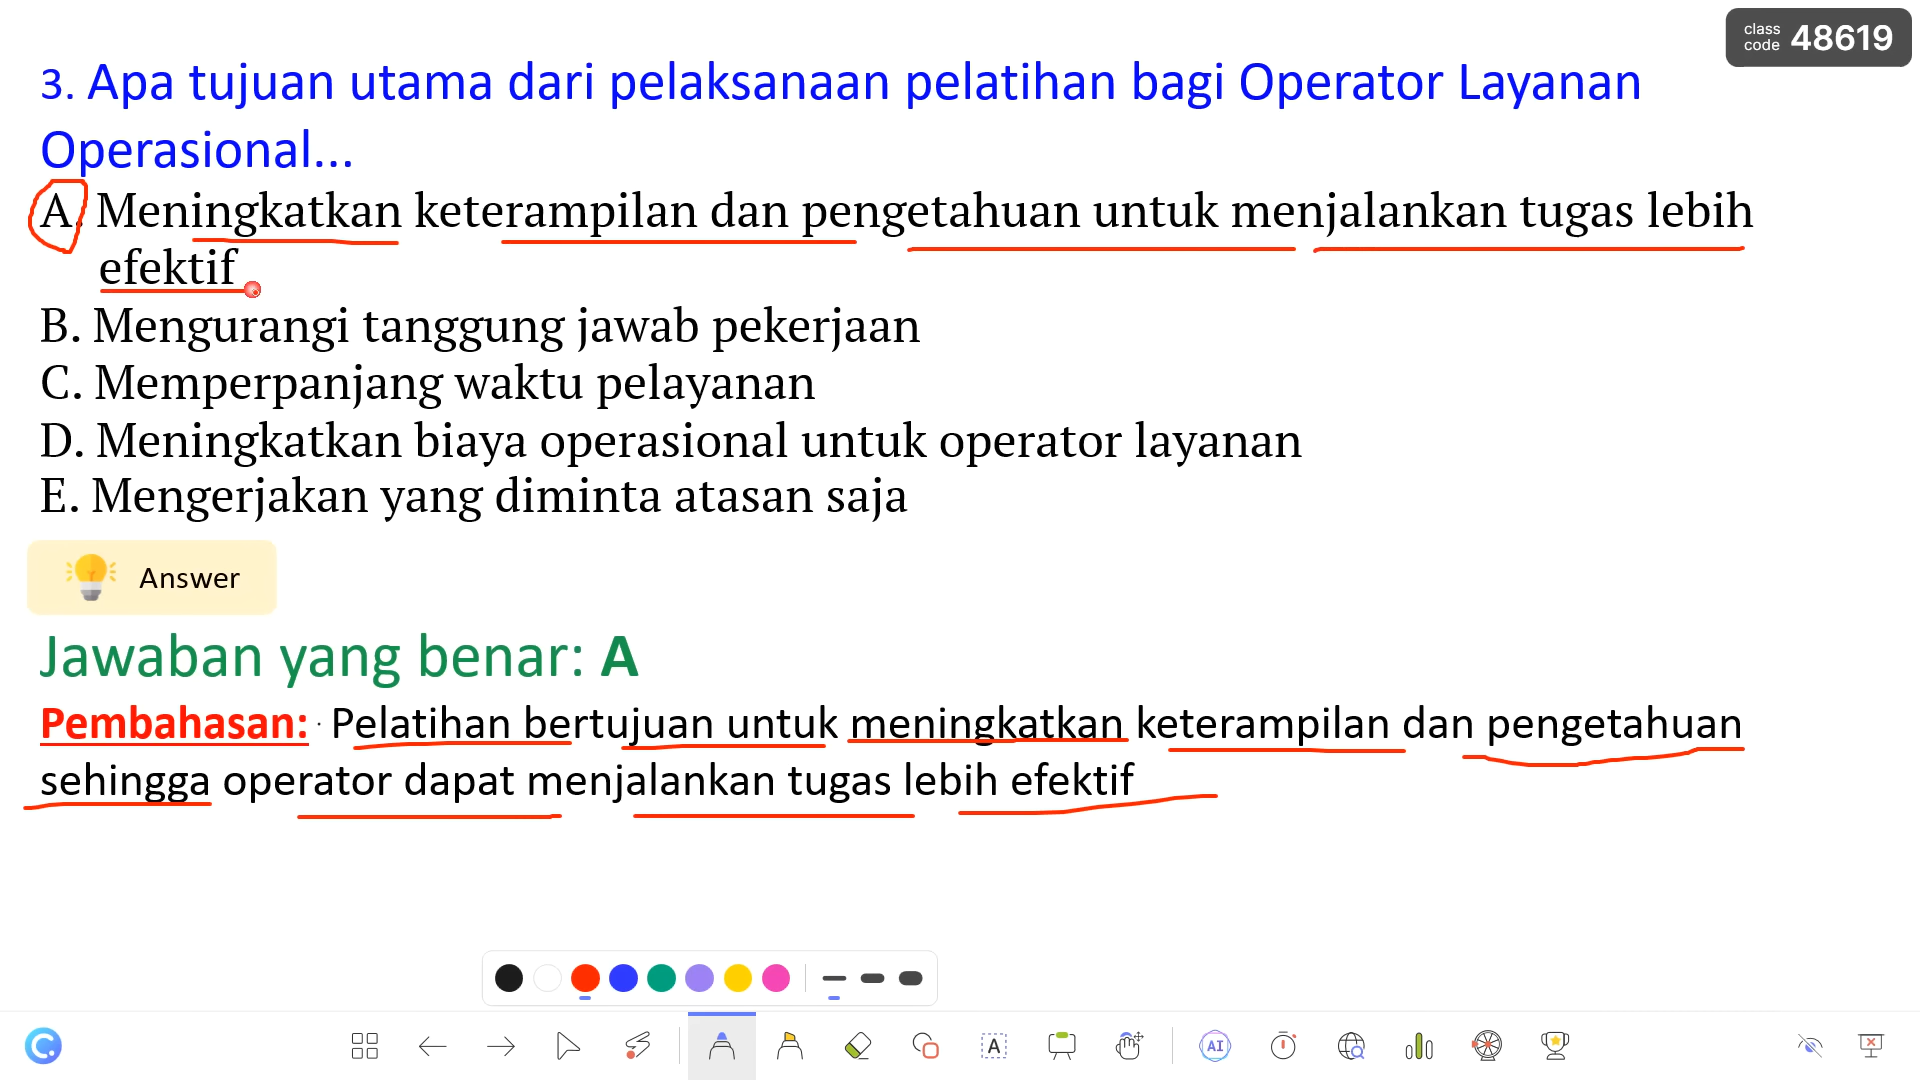 class code 48619
3. Apa tujuan utama dari pelaksanaan pelatihan bagi Operator Layanan
Operasional...
A. Meningkatkan keterampilan dan pengetahuan untuk menjalankan tugas lebih
efektif
B. Mengurangi tanggung jawab pekerjaan
C. Memperpanjang waktu pelayanan
D. Meningkatkan biaya operasional untuk operator layanan
E. Mengerjakan yang diminta atasan saja
Answer
Jawaban yang benar: A
Pembahasan: Pelatihan bertujuan untuk meningkatkan keterampilan dan pengetahuan
sehingga operator dapat menjalankan tugas lebih efektif
A
AI